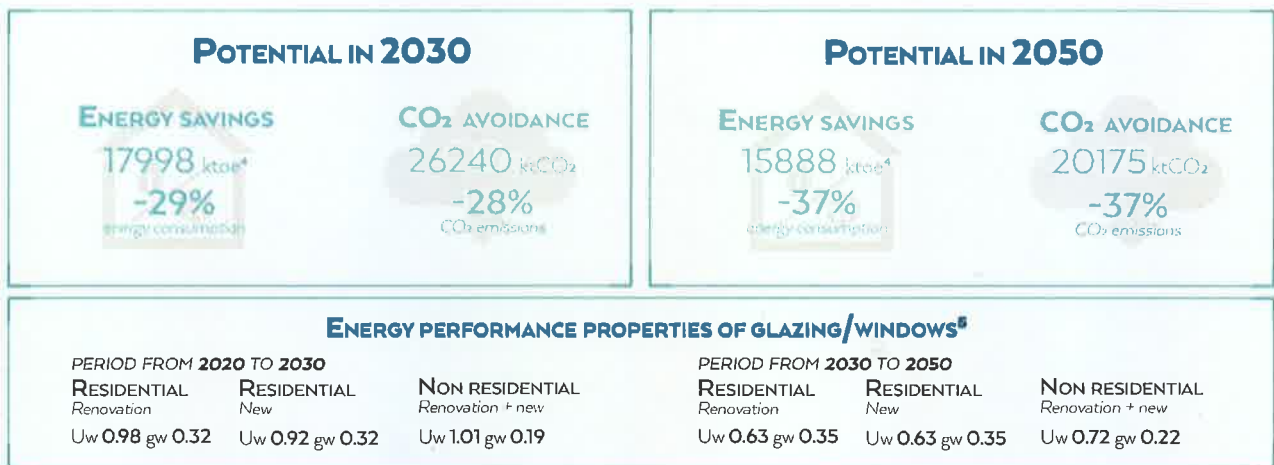 POTENTIAL IN 2030
ENERGY SAVINGS
17998 ktoe⁴
-29%
energy consumption
CO₂ AVOIDANCE
26240 ktCO₂
-28%
CO₂ emissions
POTENTIAL IN 2050
ENERGY SAVINGS
15888 ktoe⁴
-37%
energy consumption
CO₂ AVOIDANCE
20175 ktCO₂
-37%
CO₂ emissions
ENERGY PERFORMANCE PROPERTIES OF GLAZING/WINDOWS⁵
PERIOD FROM 2020 TO 2030
RESIDENTIAL
Renovation
Uw 0.98 gw 0.32
RESIDENTIAL
New
Uw 0.92 gw 0.32
NON RESIDENTIAL
Renovation + new
Uw 1.01 gw 0.19
PERIOD FROM 2030 TO 2050
RESIDENTIAL
Renovation
Uw 0.63 gw 0.35
RESIDENTIAL
New
Uw 0.63 gw 0.35
NON RESIDENTIAL
Renovation + new
Uw 0.72 gw 0.22